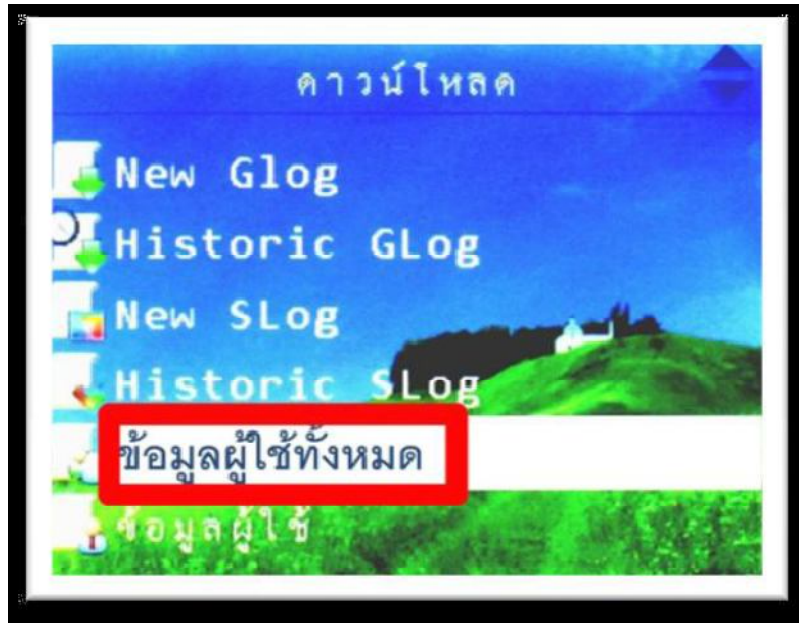 ดาวน์โหลด
New Glog
Historic GLog
New SLog
Historic SLog
ข้อมูลผู้ใช้ทั้งหมด
ข้อมูลผู้ใช้